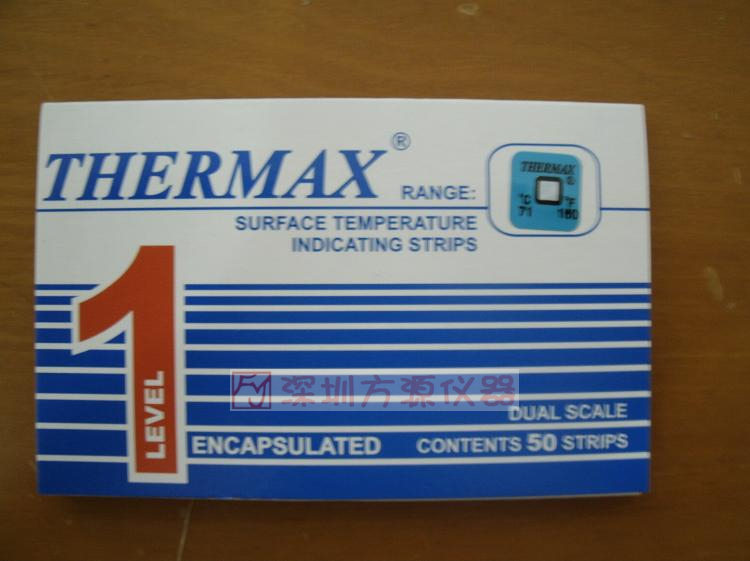 THERMAX®
RANGE:
THERMAX
®
°C °F
71 160
SURFACE TEMPERATURE
INDICATING STRIPS
1
LEVEL
深圳方源仪器
DUAL SCALE
ENCAPSULATED
CONTENTS 50 STRIPS